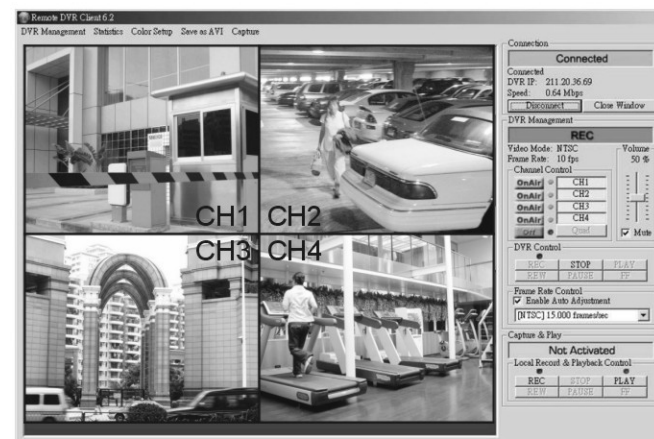 Remote DVR Client 6.2
DVR Management Statistics Color Setup Save as AVI Capture
CH1 CH2
CH3 CH4
Connection
Connected
Connected
DVR IP: 211.20.36.69
Speed: 0.64 Mbps
Disconnect Close Window
DVR Management
REC
Video Mode: NTSC
Frame Rate: 10 fps
Volume
50 %
Channel Control
OnAir CH1
OnAir CH2
OnAir CH3
OnAir CH4
Off Quad
Mute
DVR Control
REC STOP PLAY
REW PAUSE FF
Frame Rate Control
Enable Auto Adjustment
[NTSC] 15.000 frames/sec
Capture & Play
Not Activated
Local Record & Playback Control
REC STOP PLAY
REW PAUSE FF